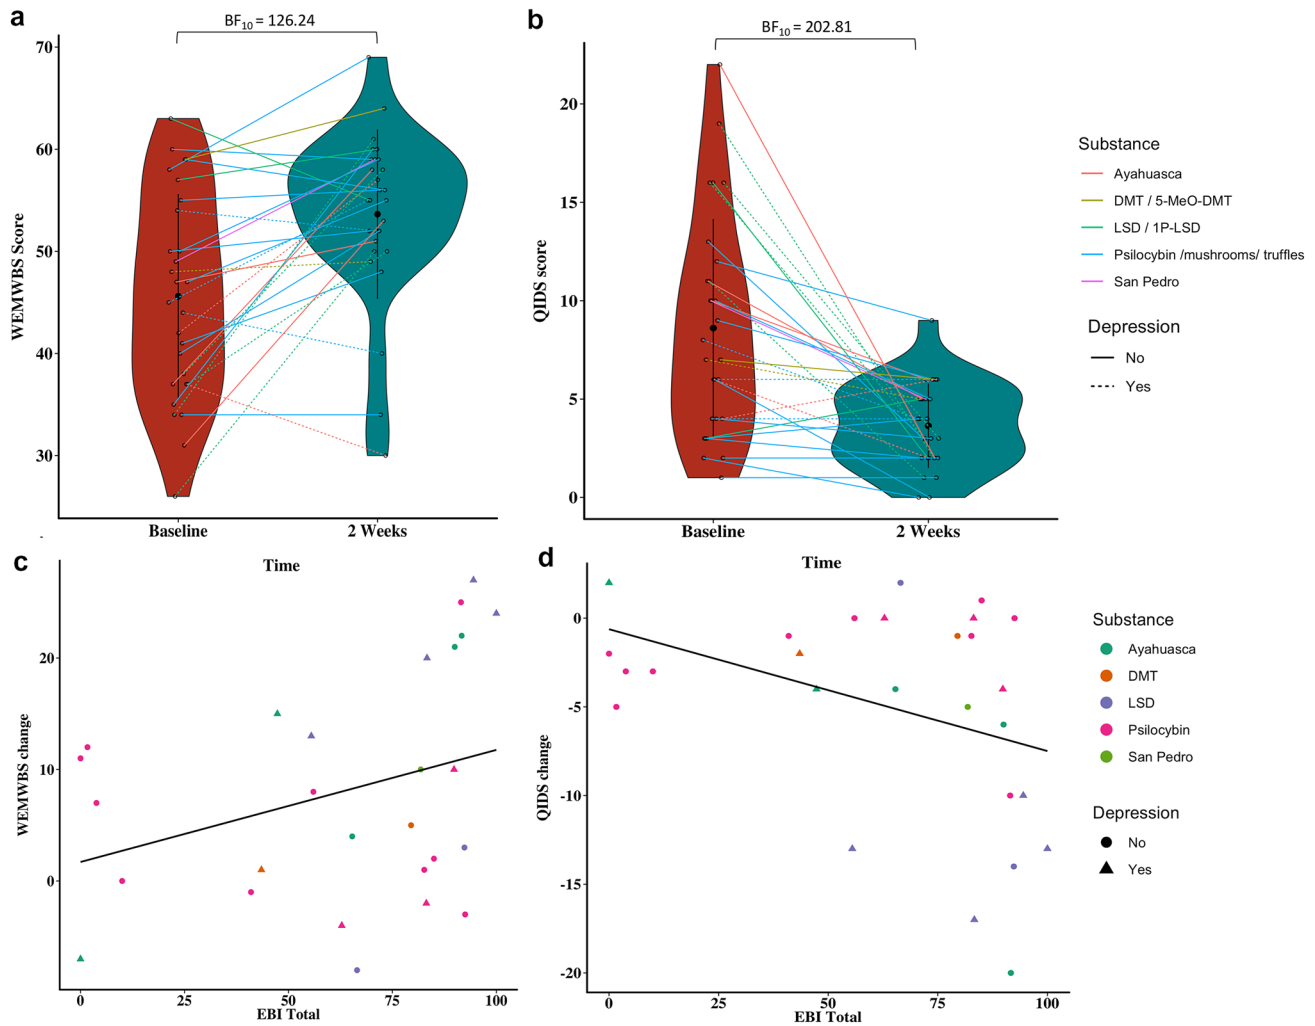 a
BF10 = 126.24
WEMWBS Score
70
60
50
40
30
Baseline
2 Weeks
Time
b
BF10 = 202.81
QIDS score
20
15
10
5
0
Baseline
2 Weeks
Time
Substance
Ayahuasca
DMT / 5-MeO-DMT
LSD / 1P-LSD
Psilocybin /mushrooms/ truffles
San Pedro
Depression
No
Yes
c
WEMWBS change
20
10
0
0
25
50
75
100
EBI Total
d
QIDS change
0
-5
-10
-15
-20
0
25
50
75
100
EBI Total
Substance
Ayahuasca
DMT
LSD
Psilocybin
San Pedro
Depression
No
Yes